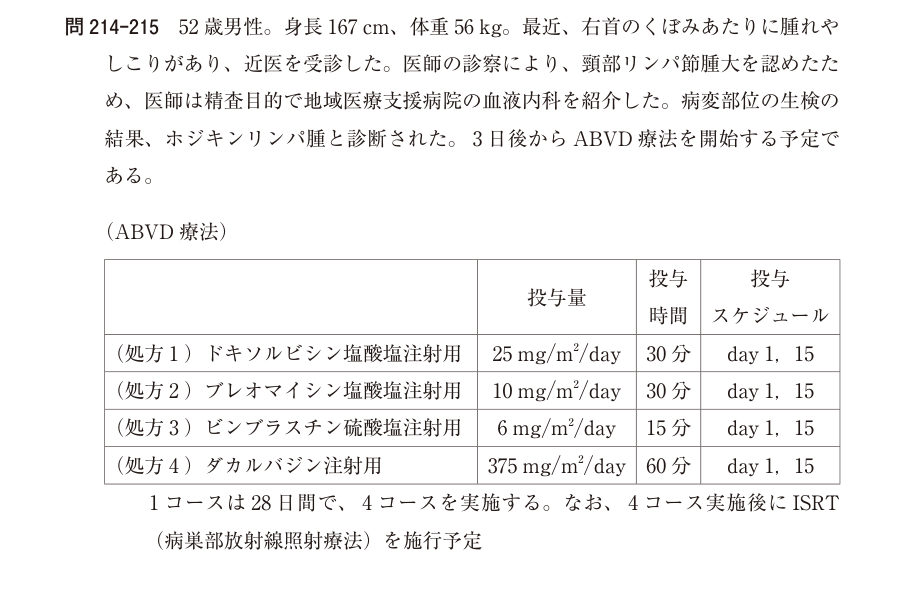 問 214-215 52 歳男性。身長 167 cm、体重 56 kg。最近、右首のくぼみあたりに腫れや
しこりがあり、近医を受診した。医師の診察により、頸部リンパ節腫大を認めたた
め、医師は精査目的で地域医療支援病院の血液内科を紹介した。病変部位の生検の
結果、ホジキンリンパ腫と診断された。3 日後から ABVD 療法を開始する予定で
ある。
（ABVD 療法）
投与量
投与
時間
投与
スケジュール
（処方 1 ）ドキソルビシン塩酸塩注射用 25 mg/m²/day 30 分 day 1，15
（処方 2 ）ブレオマイシン塩酸塩注射用 10 mg/m²/day 30 分 day 1，15
（処方 3 ）ビンブラスチン硫酸塩注射用 6 mg/m²/day 15 分 day 1，15
（処方 4 ）ダカルバジン注射用 375 mg/m²/day 60 分 day 1，15
1 コースは 28 日間で、4 コースを実施する。なお、4 コース実施後に ISRT
（病巣部放射線照射療法）を施行予定